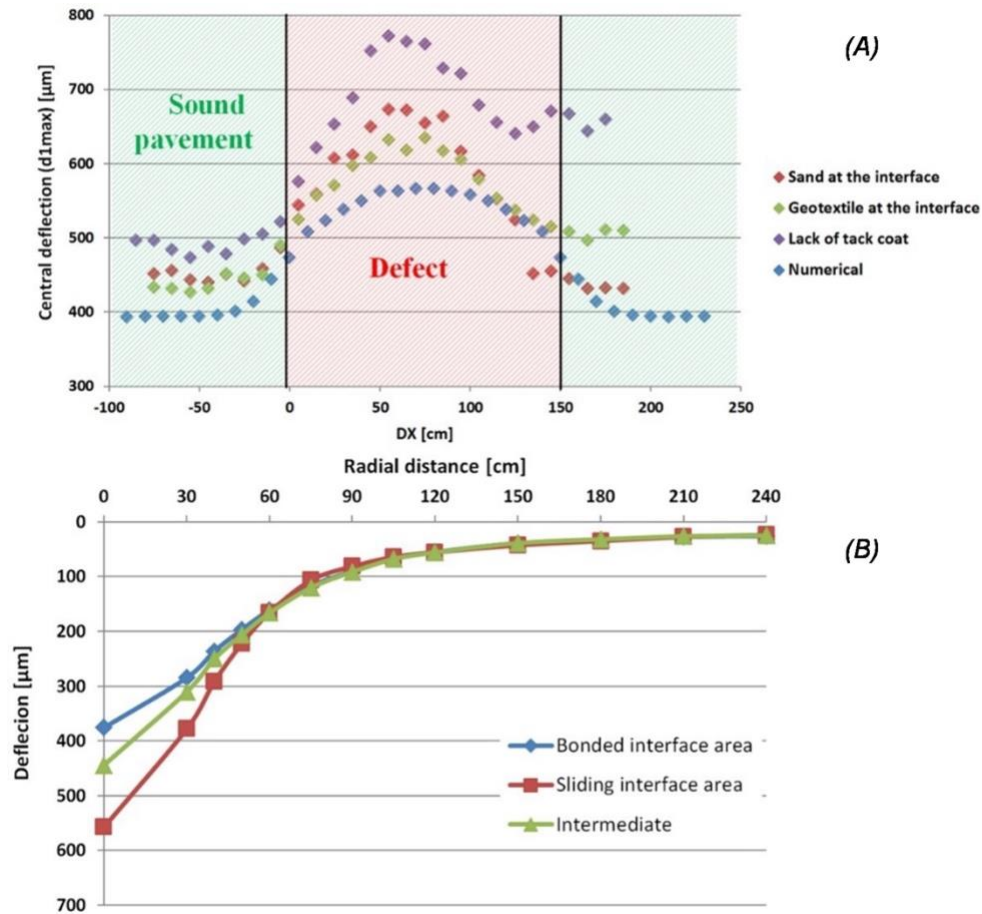 800
(A)
700
Sound
pavement
600
Central deflection (d1max) [µm]
Sand at the interface
Geotextile at the interface
500
Lack of tack coat
Defect
Numerical
400
300
-100 -50 0 50 100 150 200 250
DX [cm]
Radial distance [cm]
0 30 60 90 120 150 180 210 240
0
(B)
100
200
300
Deflecion [µm]
400
Bonded interface area
500
Sliding interface area
600
Intermediate
700